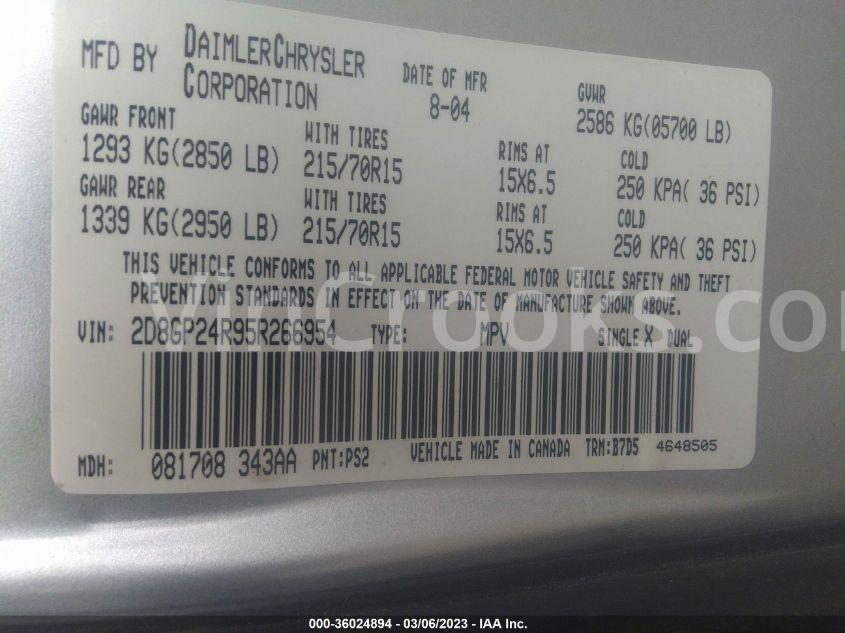 MFD BY DAIMLERCHRYSLER CORPORATION DATE OF MFR 8-04 GVWR 2586 KG(05700 LB)
GAWR FRONT WITH TIRES RIMS AT COLD
1293 KG(2850 LB) 215/70R15 15X6.5 250 KPA( 36 PSI)
GAWR REAR WITH TIRES RIMS AT COLD
1339 KG(2950 LB) 215/70R15 15X6.5 250 KPA( 36 PSI)
THIS VEHICLE CONFORMS TO ALL APPLICABLE FEDERAL MOTOR VEHICLE SAFETY AND THEFT
PREVENTION STANDARDS IN EFFECT ON THE DATE OF MANUFACTURE SHOWN ABOVE.
VIN: 2D8GP24R95R266954 TYPE: MPV SINGLE X DUAL
MDH: 081708 343AA PNT:PS2 VEHICLE MADE IN CANADA TRM:B7D5 4648505
VinCrooks.com
000-36024894 — 03/06/2023 — IAA Inc.